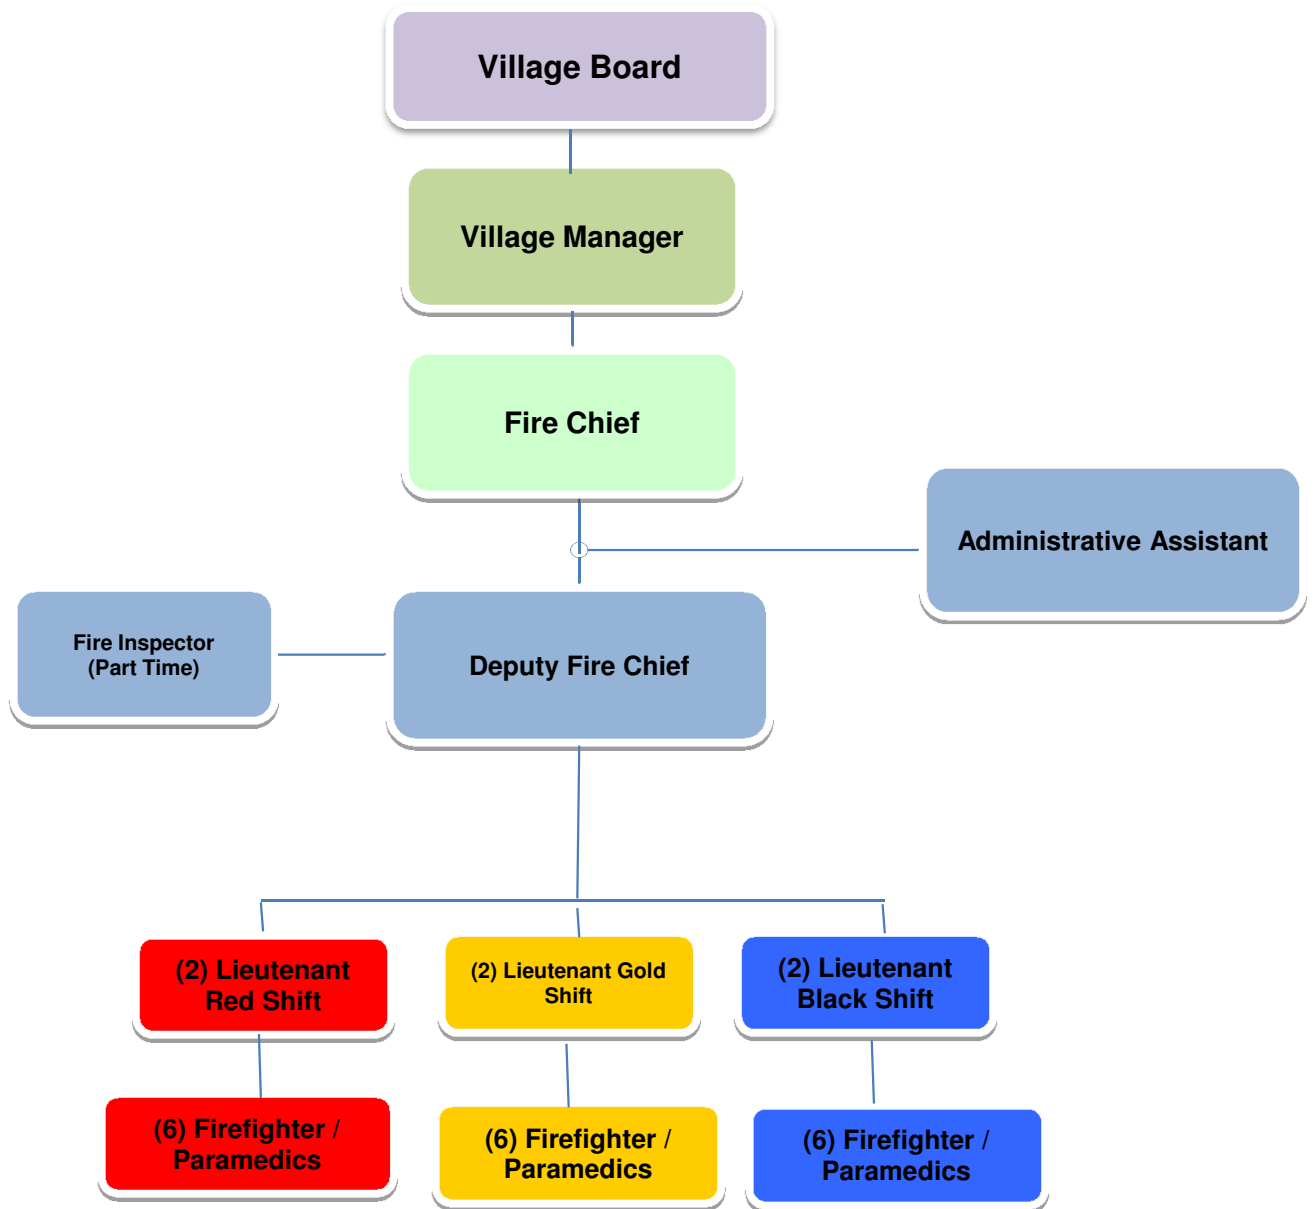 Village Board
Village Manager
Fire Chief
Administrative Assistant
Fire Inspector
(Part Time)
Deputy Fire Chief
(2) Lieutenant
Red Shift
(2) Lieutenant Gold
Shift
(2) Lieutenant
Black Shift
(6) Firefighter /
Paramedics
(6) Firefighter /
Paramedics
(6) Firefighter /
Paramedics